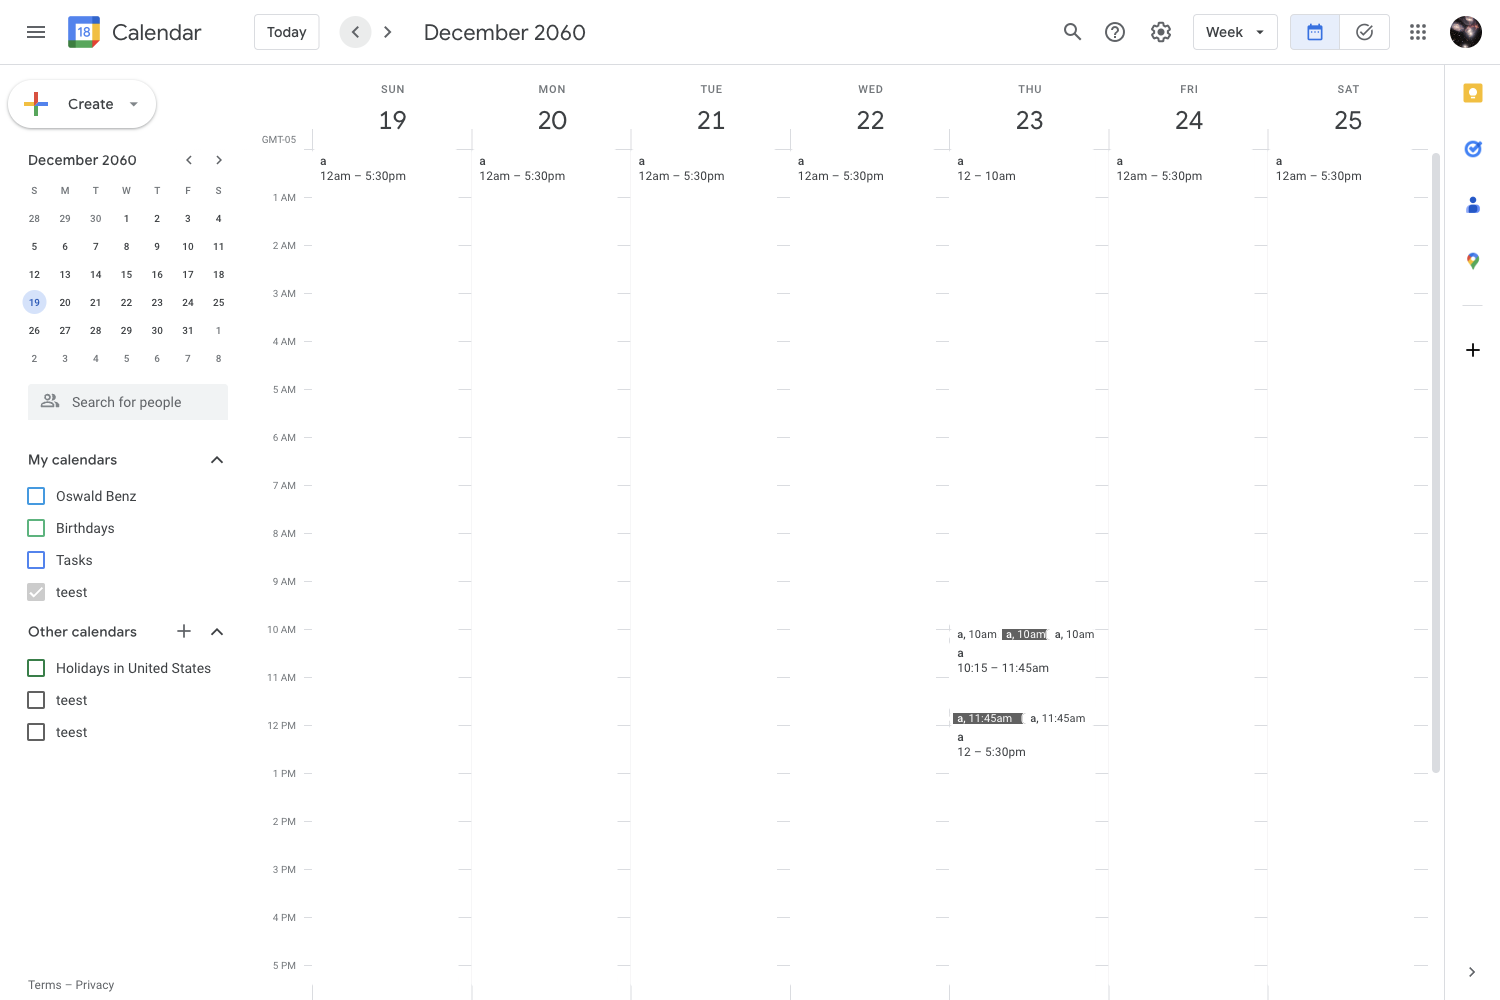 18 Calendar Today December 2060 Week
Create
December 2060
S M T W T F S
28 29 30 1 2 3 4
5 6 7 8 9 10 11
12 13 14 15 16 17 18
19 20 21 22 23 24 25
26 27 28 29 30 31 1
2 3 4 5 6 7 8
Search for people
My calendars
Oswald Benz
Birthdays
Tasks
teest
Other calendars
Holidays in United States
teest
teest
Terms – Privacy
SUN MON TUE WED THU FRI SAT
19 20 21 22 23 24 25
GMT-05
a a a a a a a
12am – 5:30pm 12am – 5:30pm 12am – 5:30pm 12am – 5:30pm 12 – 10am 12am – 5:30pm 12am – 5:30pm
1 AM
2 AM
3 AM
4 AM
5 AM
6 AM
7 AM
8 AM
9 AM
10 AM
a, 10am a, 10am a, 10am
a
10:15 – 11:45am
11 AM
a, 11:45am a, 11:45am
12 PM
a
12 – 5:30pm
1 PM
2 PM
3 PM
4 PM
5 PM